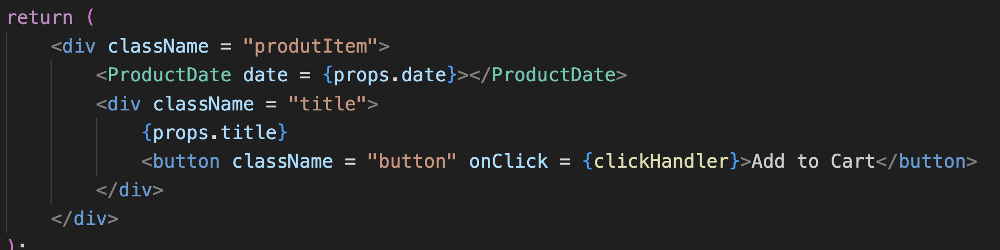 return (
<div className = "produtItem">
<ProductDate date = {props.date}></ProductDate>
<div className = "title">
{props.title}
<button className = "button" onClick = {clickHandler}>Add to Cart</button>
</div>
</div>
);